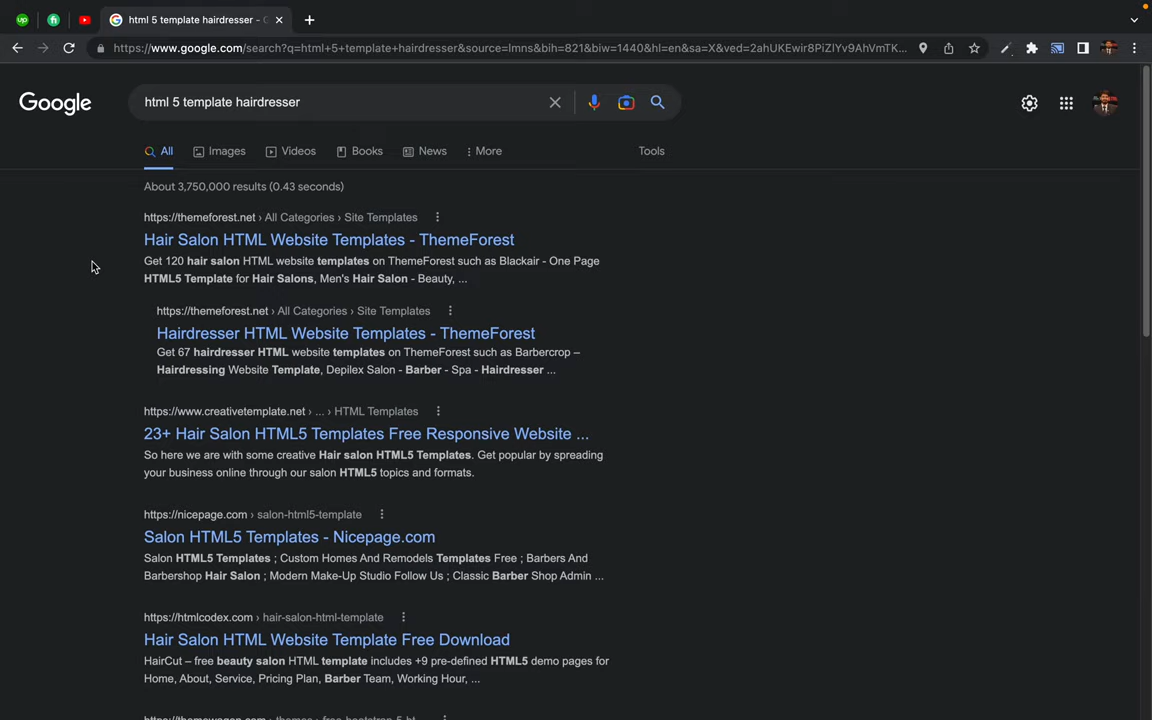 html 5 template hairdresser - G
https://www.google.com/search?q=html+5+template+hairdresser&source=lmns&bih=821&biw=1440&hl=en&sa=X&ved=2ahUKEwir8PiZlYv9AhVmTK...
Google
html 5 template hairdresser
All Images Videos Books News More Tools
About 3,750,000 results (0.43 seconds)
https://themeforest.net › All Categories › Site Templates
Hair Salon HTML Website Templates - ThemeForest
Get 120 hair salon HTML website templates on ThemeForest such as Blackair - One Page
HTML5 Template for Hair Salons, Men's Hair Salon - Beauty, ...
https://themeforest.net › All Categories › Site Templates
Hairdresser HTML Website Templates - ThemeForest
Get 67 hairdresser HTML website templates on ThemeForest such as Barbercrop –
Hairdressing Website Template, Depilex Salon - Barber - Spa - Hairdresser ...
https://www.creativetemplate.net › ... › HTML Templates
23+ Hair Salon HTML5 Templates Free Responsive Website ...
So here we are with some creative Hair salon HTML5 Templates. Get popular by spreading
your business online through our salon HTML5 topics and formats.
https://nicepage.com › salon-html5-template
Salon HTML5 Templates - Nicepage.com
Salon HTML5 Templates ; Custom Homes And Remodels Templates Free ; Barbers And
Barbershop Hair Salon ; Modern Make-Up Studio Follow Us ; Classic Barber Shop Admin ...
https://htmlcodex.com › hair-salon-html-template
Hair Salon HTML Website Template Free Download
HairCut – free beauty salon HTML template includes +9 pre-defined HTML5 demo pages for
Home, About, Service, Pricing Plan, Barber Team, Working Hour, ...